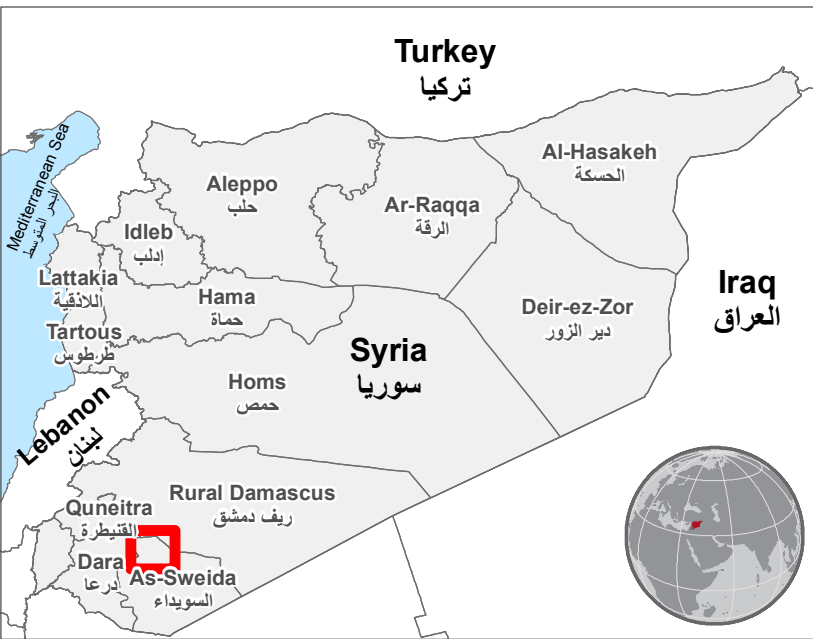 Turkey
تركيا
Mediterranean Sea
البحر المتوسط
Al-Hasakeh
الحسكة
Aleppo
حلب
Ar-Raqqa
الرقة
Idleb
إدلب
Lattakia
اللاذقية
Hama
حماة
Iraq
العراق
Deir-ez-Zor
دير الزور
Tartous
طرطوس
Syria
سوريا
Homs
حمص
Lebanon
لبنان
Rural Damascus
ريف دمشق
Quneitra
القنيطرة
Dara
درعا
As-Sweida
السويداء